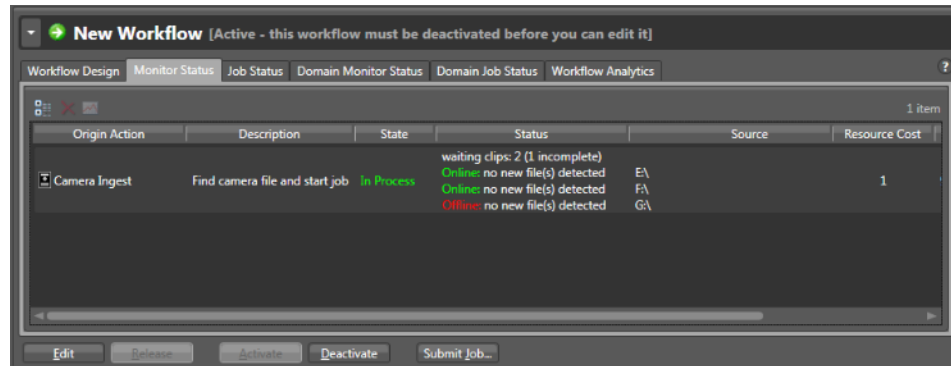 New Workflow [Active - this workflow must be deactivated before you can edit it]
Workflow Design Monitor Status Job Status Domain Monitor Status Domain Job Status Workflow Analytics ?
1 item
Origin Action Description State Status Source Resource Cost
waiting clips: 2 (1 incomplete)
Camera Ingest Find camera file and start job In Process Online: no new file(s) detected E:\ 1
Online: no new file(s) detected F:\
Offline: no new file(s) detected G:\
Edit Release Activate Deactivate Submit Job...